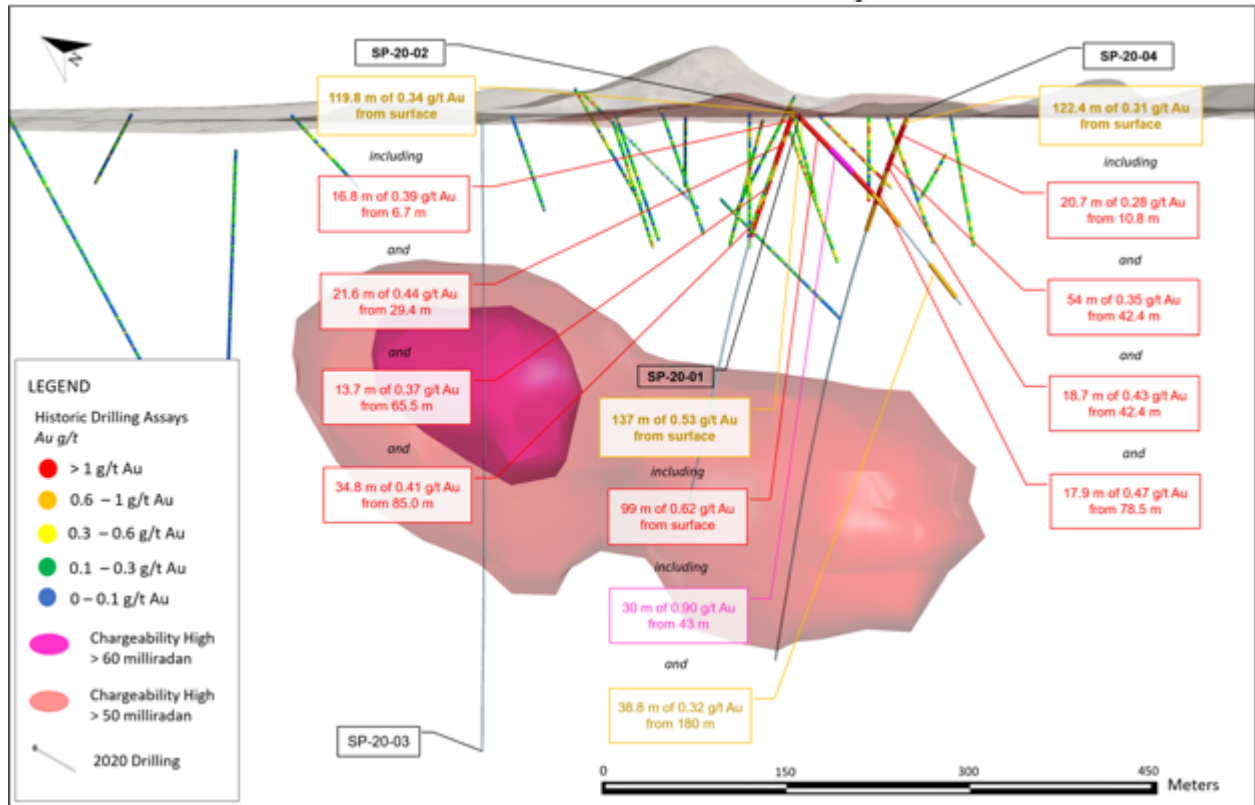 N
SP-20-02
119.8 m of 0.34 g/t Au
from surface
including
16.8 m of 0.39 g/t Au
from 6.7 m
and
21.6 m of 0.44 g/t Au
from 29.4 m
and
13.7 m of 0.37 g/t Au
from 65.5 m
and
34.8 m of 0.41 g/t Au
from 85.0 m
SP-20-03
SP-20-01
137 m of 0.53 g/t Au
from surface
including
99 m of 0.62 g/t Au
from surface
including
30 m of 0.90 g/t Au
from 43 m
and
38.8 m of 0.32 g/t Au
from 180 m
SP-20-04
122.4 m of 0.31 g/t Au
from surface
including
20.7 m of 0.28 g/t Au
from 10.8 m
and
54 m of 0.35 g/t Au
from 42.4 m
and
18.7 m of 0.43 g/t Au
from 42.4 m
and
17.9 m of 0.47 g/t Au
from 78.5 m
LEGEND
Historic Drilling Assays
Au g/t
> 1 g/t Au
0.6 – 1 g/t Au
0.3 – 0.6 g/t Au
0.1 – 0.3 g/t Au
0 – 0.1 g/t Au
Chargeability High
> 60 milliradan
Chargeability High
> 50 milliradan
2020 Drilling
0 150 300 450
Meters